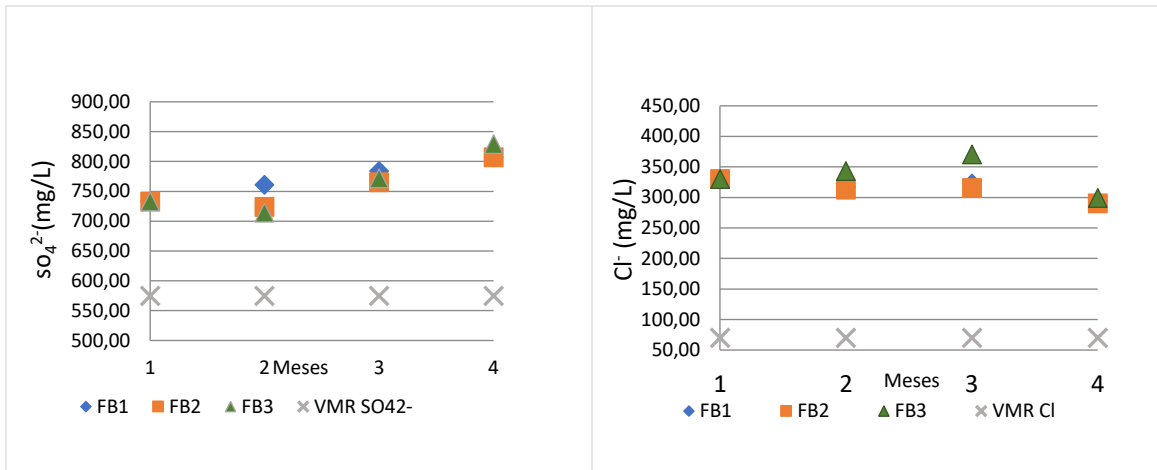 so₄²⁻(mg/L)
900,00
850,00
800,00
750,00
700,00
650,00
600,00
550,00
500,00
1 2 3 4
Meses
FB1 FB2 FB3 VMR SO42-
Cl⁻ (mg/L)
450,00
400,00
350,00
300,00
250,00
200,00
150,00
100,00
50,00
1 2 3 4
Meses
FB1 FB2 FB3 VMR Cl